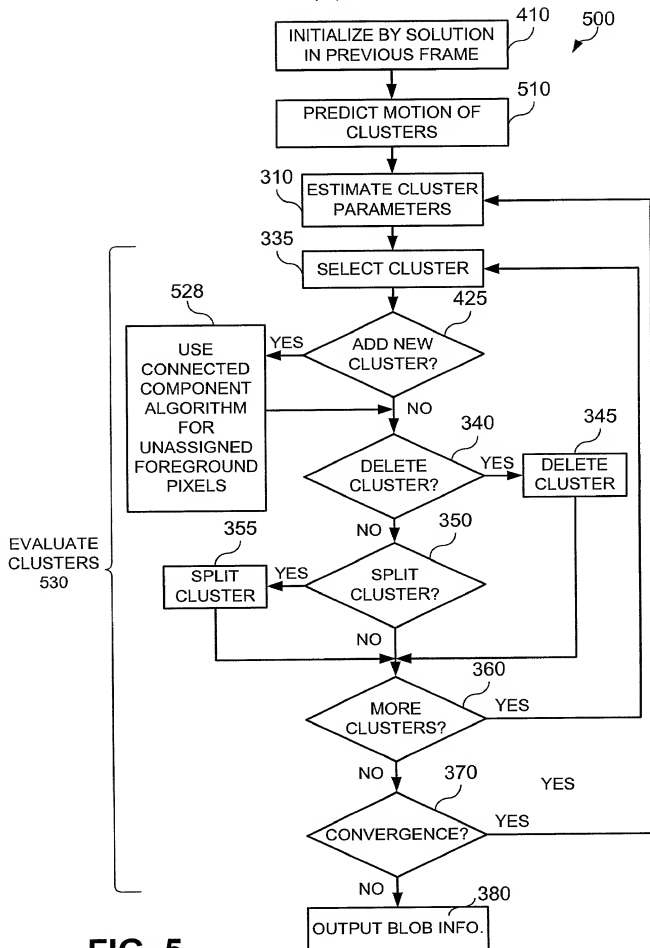 500
410
INITIALIZE BY SOLUTION
IN PREVIOUS FRAME
510
PREDICT MOTION OF
CLUSTERS
310
ESTIMATE CLUSTER
PARAMETERS
335
SELECT CLUSTER
425
ADD NEW
CLUSTER?
YES
NO
528
USE
CONNECTED
COMPONENT
ALGORITHM
FOR
UNASSIGNED
FOREGROUND
PIXELS
340
DELETE
CLUSTER?
YES
NO
345
DELETE
CLUSTER
350
SPLIT
CLUSTER?
YES
NO
355
SPLIT
CLUSTER
EVALUATE
CLUSTERS
530
360
MORE
CLUSTERS?
YES
NO
YES
370
CONVERGENCE?
YES
NO
380
OUTPUT BLOB INFO.
FIG. 5